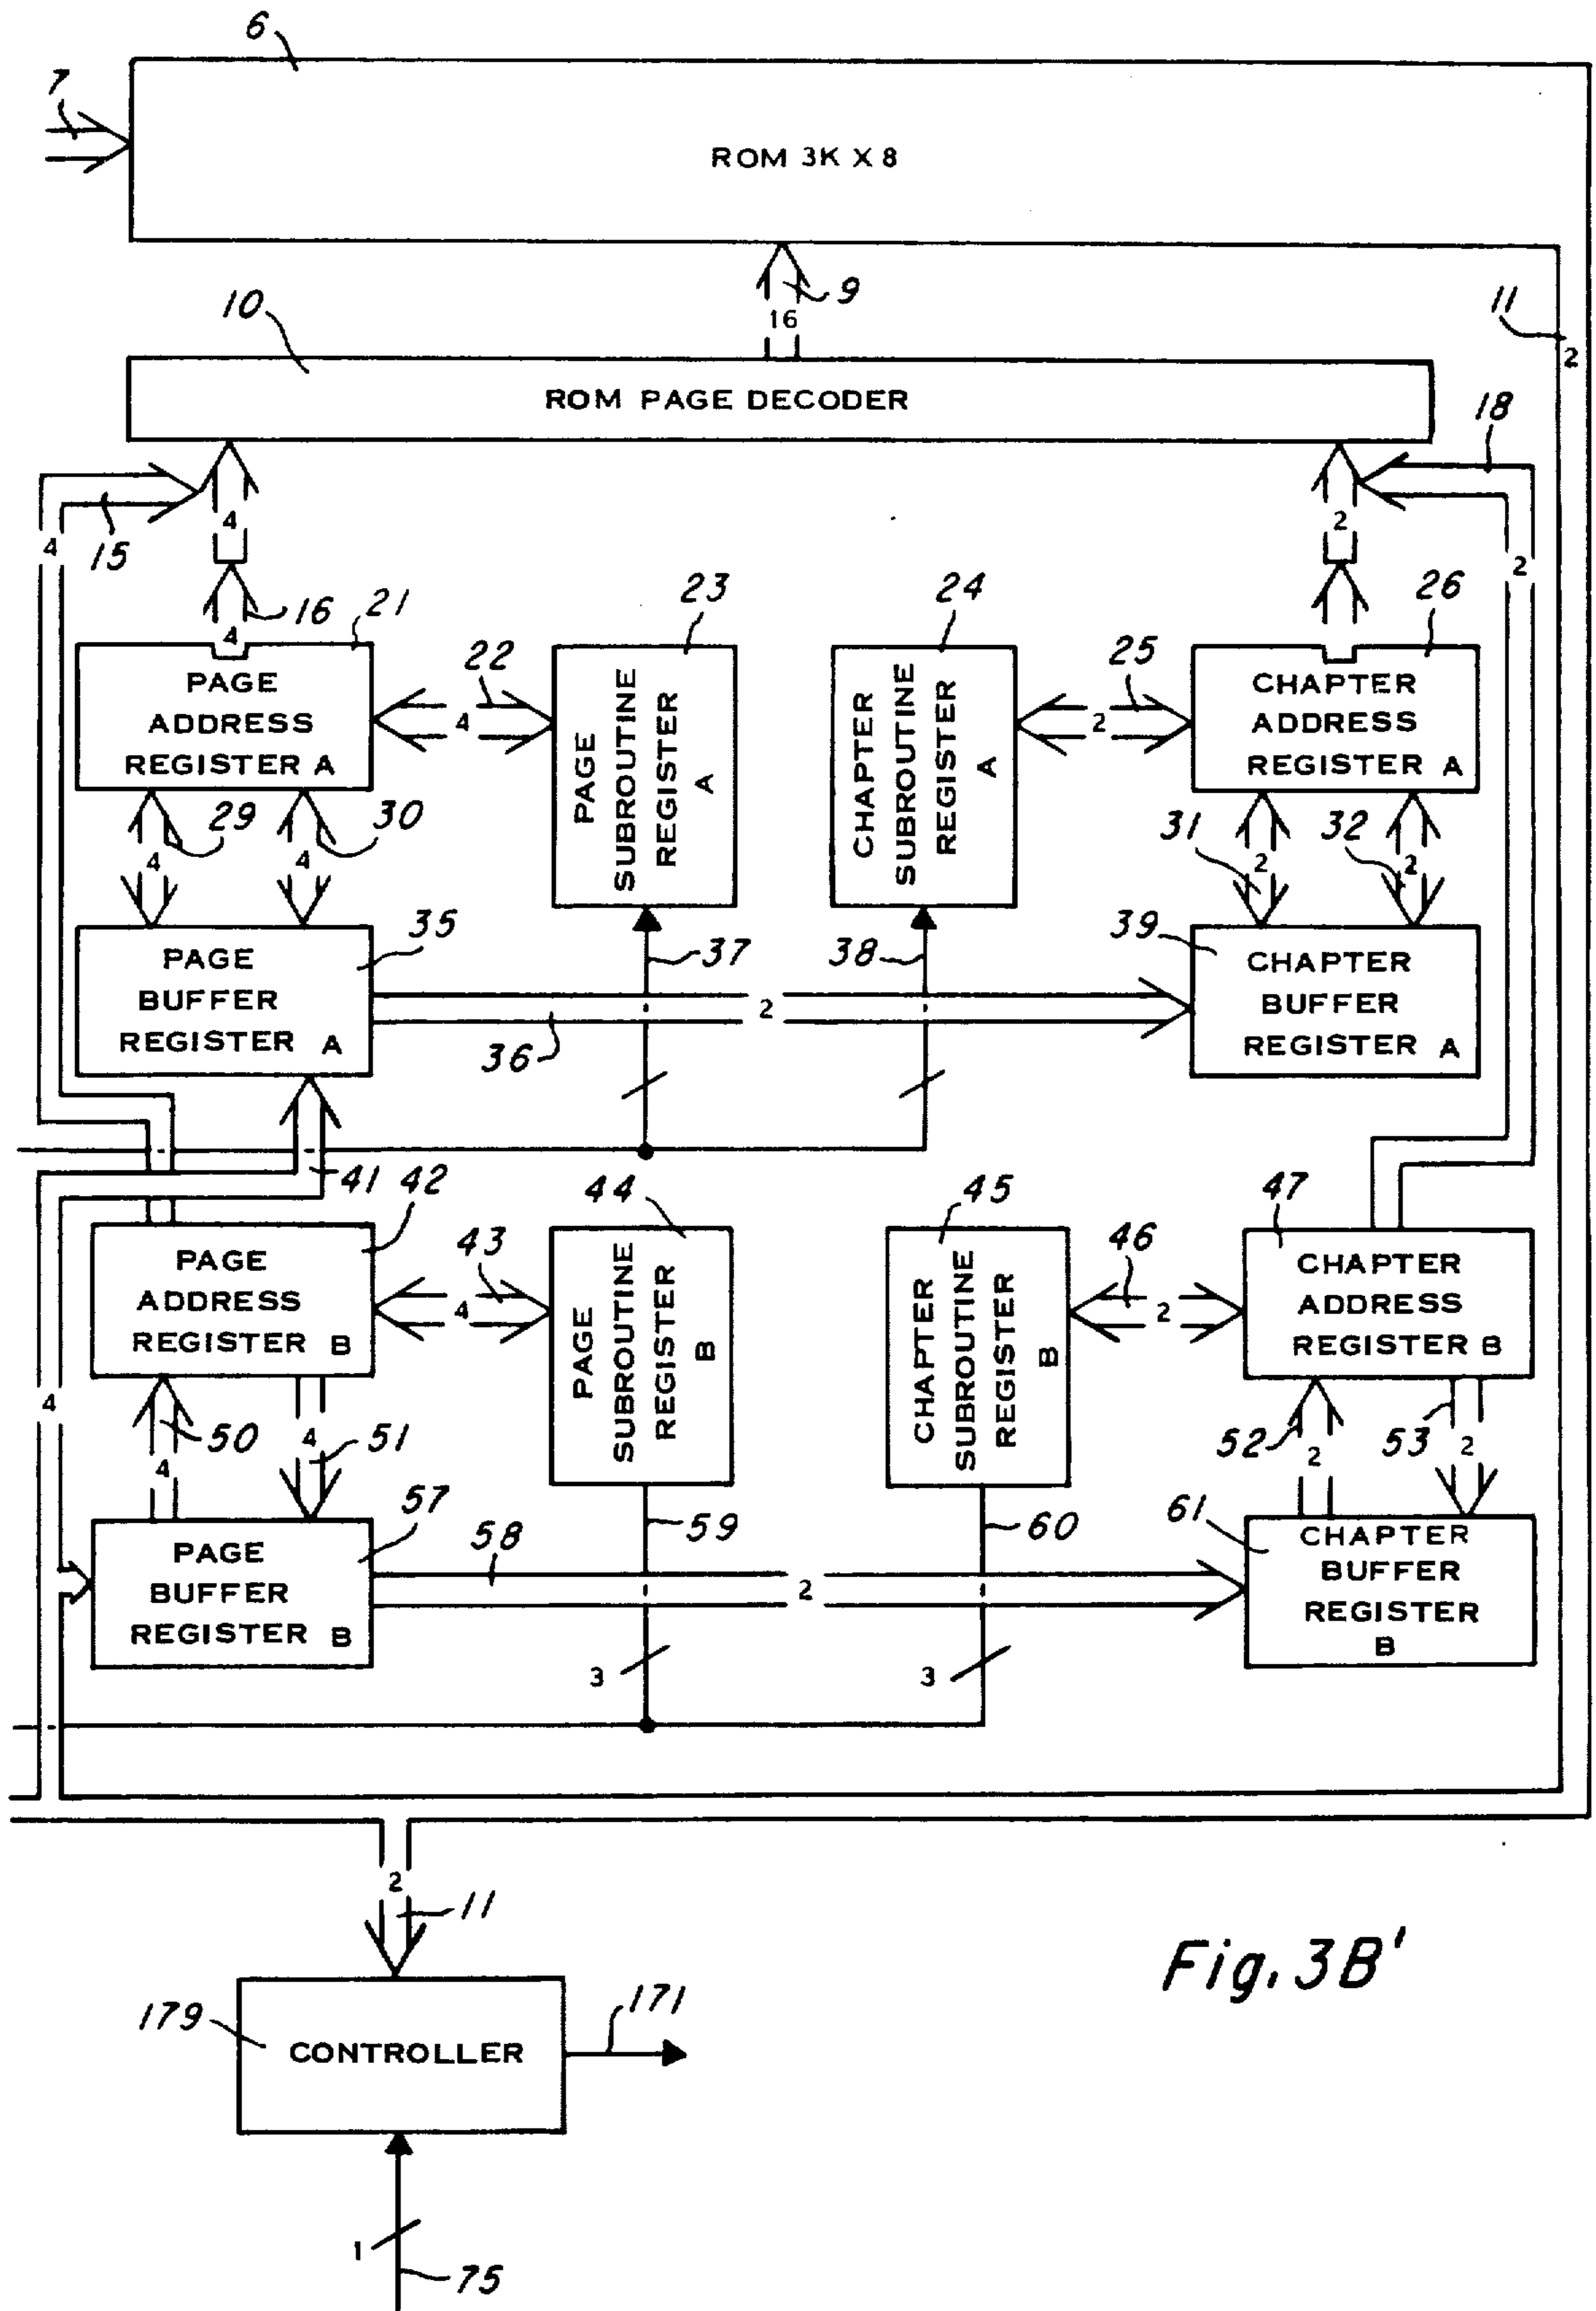 6
7
ROM 3K X 8
9
16
10
11
2
ROM PAGE DECODER
18
15
4
4
2
2
16
4
21
22
4
23
24
25
2
26
PAGE
ADDRESS
REGISTER A
PAGE
SUBROUTINE
REGISTER
A
CHAPTER
SUBROUTINE
REGISTER
A
CHAPTER
ADDRESS
REGISTER A
29
4
30
4
31
2
32
2
35
PAGE
BUFFER
REGISTER A
36
2
37
38
39
CHAPTER
BUFFER
REGISTER A
41
42
43
4
44
45
46
2
47
PAGE
ADDRESS
REGISTER B
PAGE
SUBROUTINE
REGISTER
B
CHAPTER
SUBROUTINE
REGISTER
B
CHAPTER
ADDRESS
REGISTER B
4
50
4
51
4
52
2
53
2
57
PAGE
BUFFER
REGISTER B
58
2
59
3
60
3
61
CHAPTER
BUFFER
REGISTER
B
2
11
179
CONTROLLER
171
1
75
Fig. 3B'